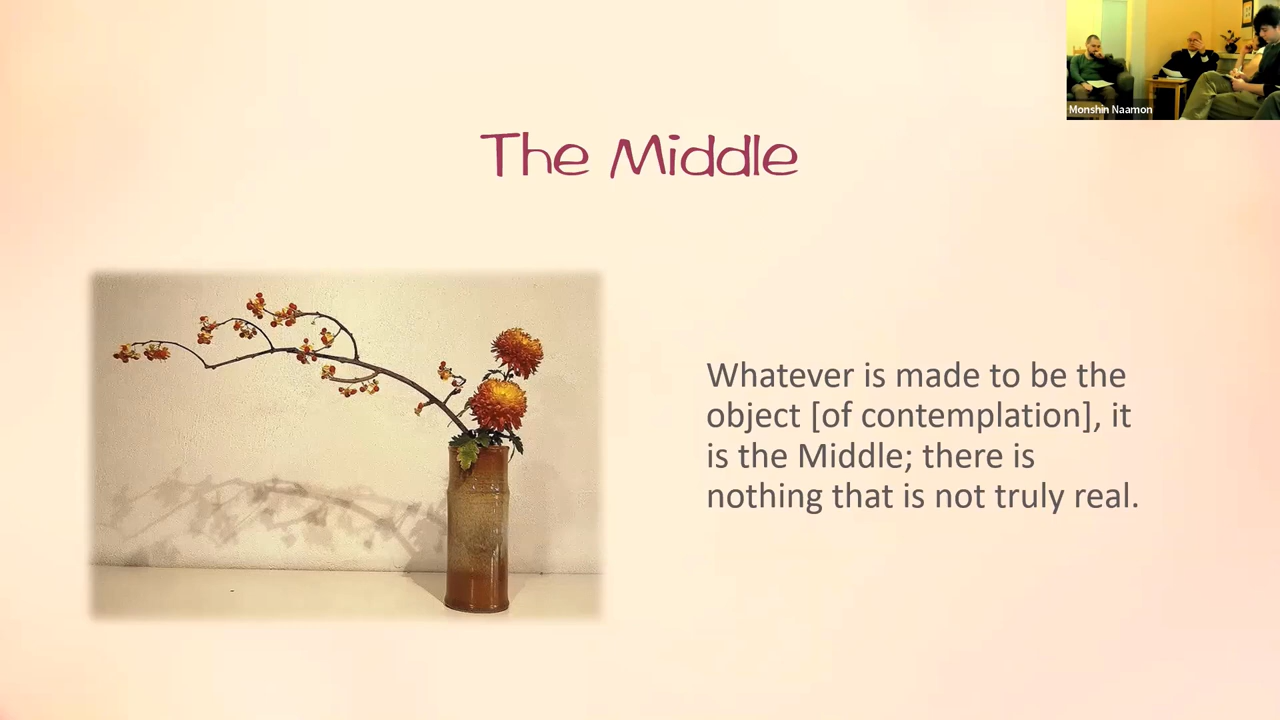 Monshin Naamon
The Middle
Whatever is made to be the
object [of contemplation], it
is the Middle; there is
nothing that is not truly real.